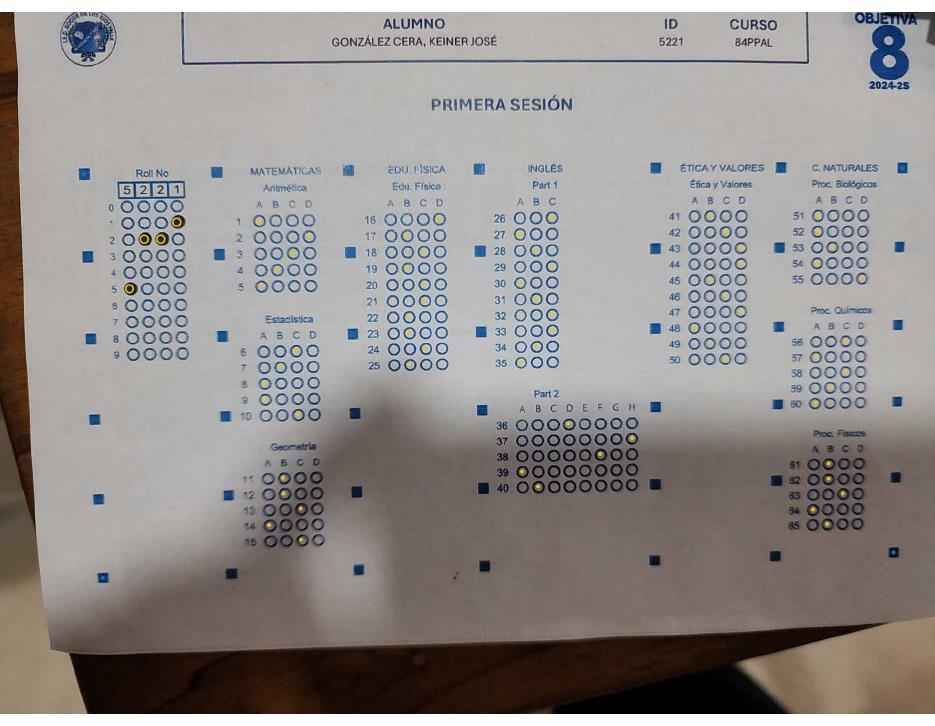 I.E.D. ROQUE DE LOS RIOS VALLE
ALUMNO ID CURSO
GONZÁLEZ CERA, KEINER JOSÉ 5221 84PPAL
OBJETIVA
8
2024-2S
PRIMERA SESIÓN
Roll No
5 2 2 1
0
1
2
3
4
5
6
7
8
9
MATEMÁTICAS
Aritmética
A B C D
1
2
3
4
5
Estadística
A B C D
6
7
8
9
10
Geometría
A B C D
11
12
13
14
15
EDU. FÍSICA
Edu. Física
A B C D
16
17
18
19
20
21
22
23
24
25
INGLÉS
Part 1
A B C
26
27
28
29
30
31
32
33
34
35
Part 2
A B C D E F G H
36
37
38
39
40
ÉTICA Y VALORES
Ética y Valores
A B C D
41
42
43
44
45
46
47
48
49
50
C. NATURALES
Proc. Biológicos
A B C D
51
52
53
54
55
Proc. Químicos
A B C D
56
57
58
59
60
Proc. Físicos
A B C D
61
62
63
64
65